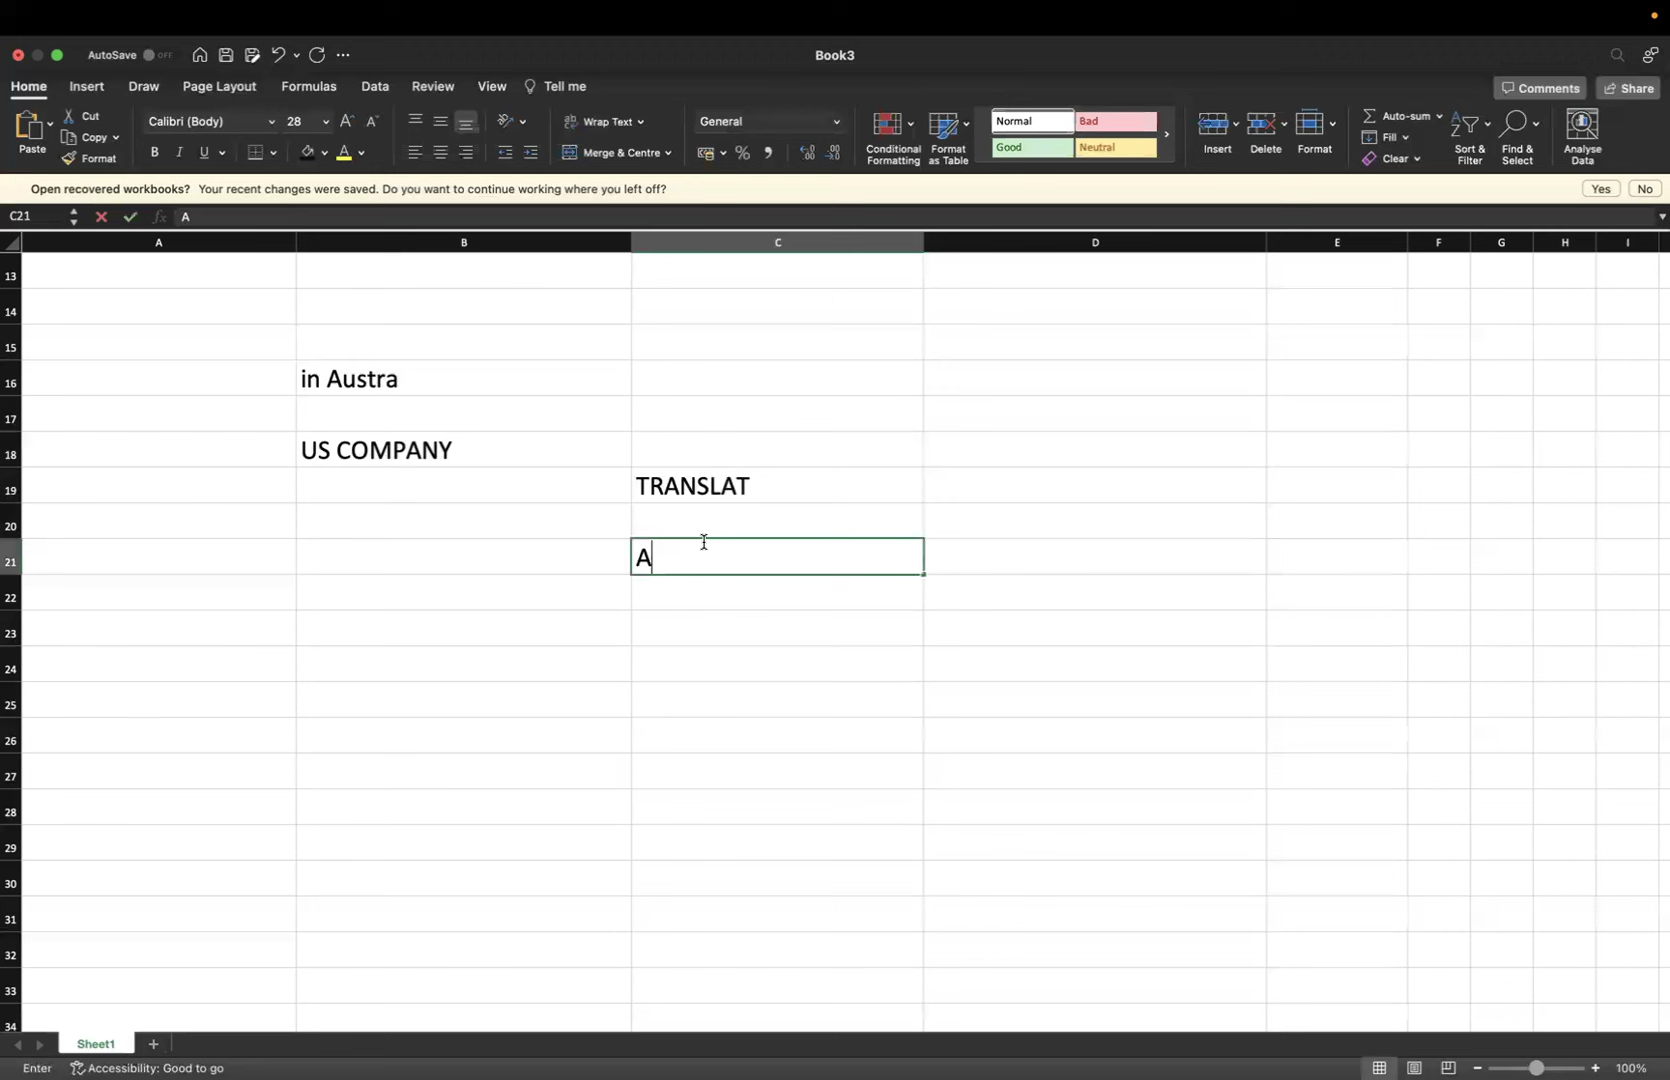 AutoSave OFF Book3
Home Insert Draw Page Layout Formulas Data Review View Tell me Comments Share
Paste Cut Copy Format
Calibri (Body) 28 B I U A
Wrap Text Merge & Centre
General %
Conditional Formatting
Format as Table
Normal Bad
Good Neutral
Insert Delete Format
Auto-sum Fill Clear
Sort & Filter
Find & Select
Analyse Data
Open recovered workbooks? Your recent changes were saved. Do you want to continue working where you left off? Yes No
C21 fx A
A B C D E F G H I
13
14
15
16 in Austra
17
18 US COMPANY
19 TRANSLAT
20
21 A
22
23
24
25
26
27
28
29
30
31
32
33
34
Sheet1
Enter Accessibility: Good to go 100%